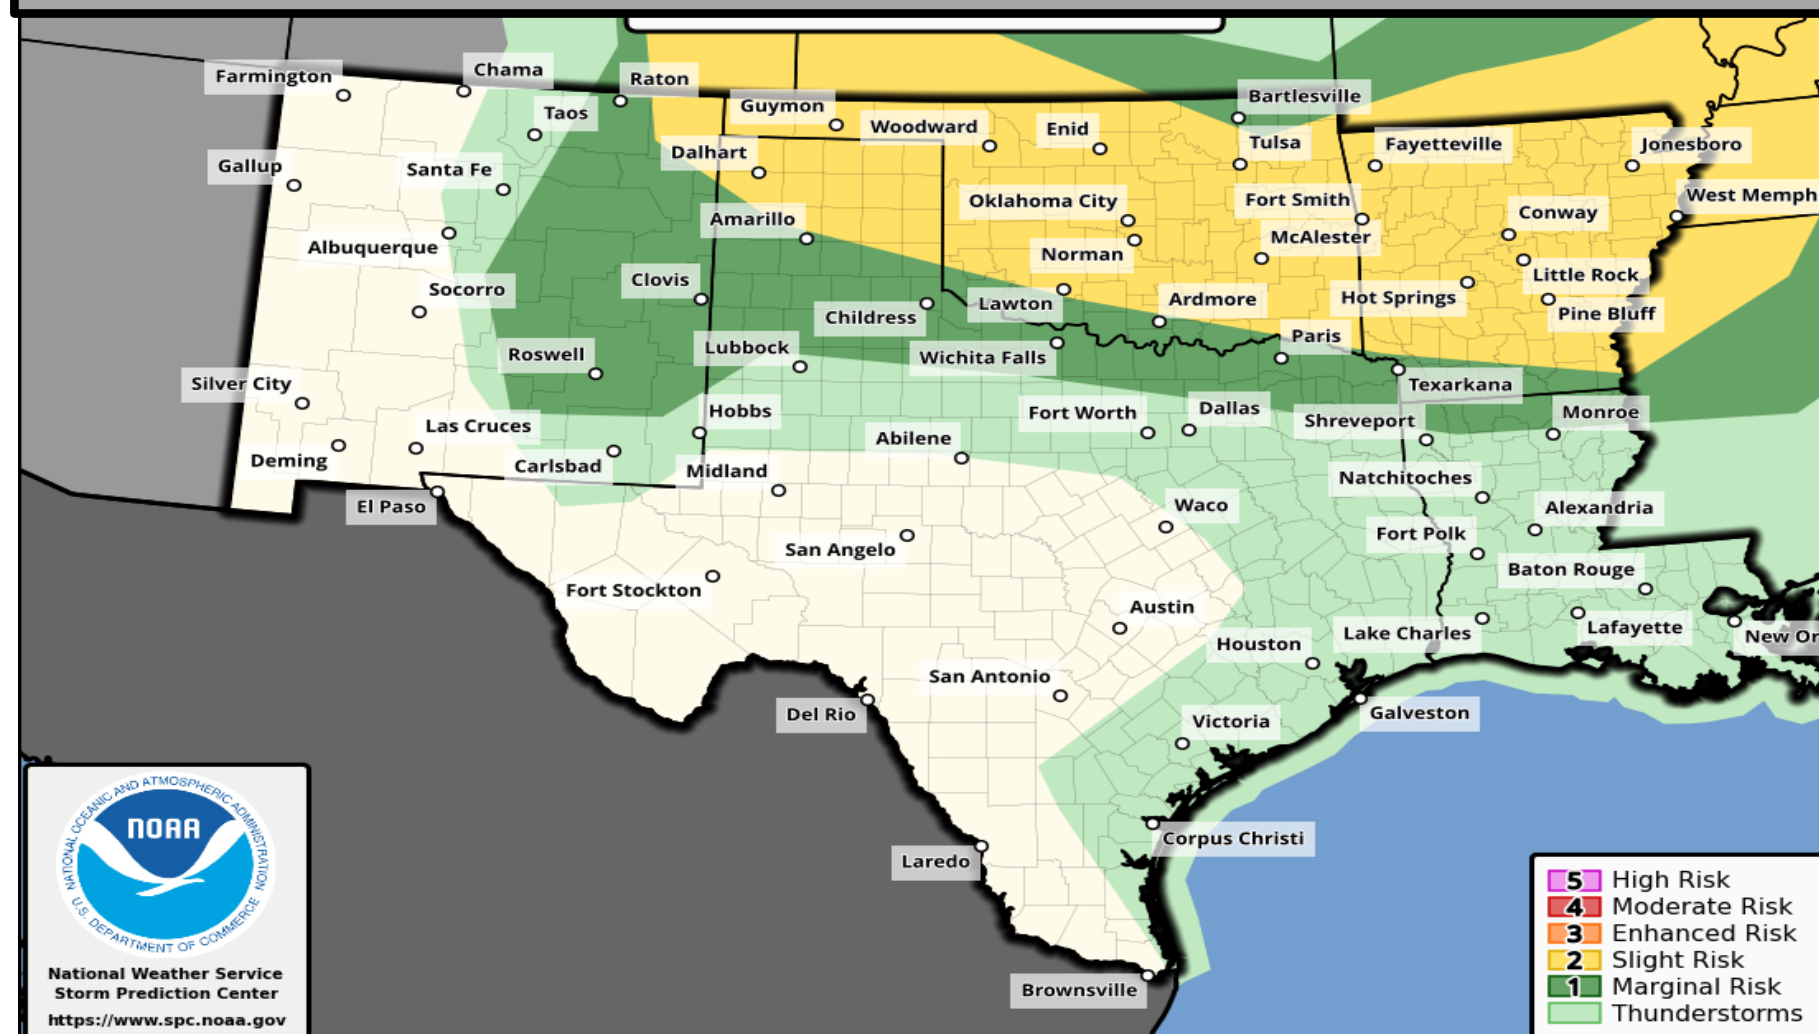 Farmington
Chama
Raton
Taos
Guymon
Woodward
Enid
Bartlesville
Tulsa
Fayetteville
Jonesboro
Dalhart
Gallup
Santa Fe
West Memph
Oklahoma City
Fort Smith
Conway
Amarillo
Albuquerque
McAlester
Norman
Little Rock
Clovis
Socorro
Lawton
Ardmore
Hot Springs
Pine Bluff
Childress
Paris
Roswell
Lubbock
Wichita Falls
Texarkana
Silver City
Hobbs
Fort Worth
Dallas
Shreveport
Monroe
Las Cruces
Abilene
Deming
Carlsbad
Midland
Natchitoches
El Paso
Waco
Alexandria
San Angelo
Fort Polk
Baton Rouge
Fort Stockton
Austin
Lake Charles
Lafayette
New Or
Houston
San Antonio
Del Rio
Galveston
Victoria
Corpus Christi
Laredo
Brownsville
NATIONAL OCEANIC AND ATMOSPHERIC ADMINISTRATION
NOAA
U.S. DEPARTMENT OF COMMERCE
National Weather Service
Storm Prediction Center
https://www.spc.noaa.gov
5 High Risk
4 Moderate Risk
3 Enhanced Risk
2 Slight Risk
1 Marginal Risk
Thunderstorms